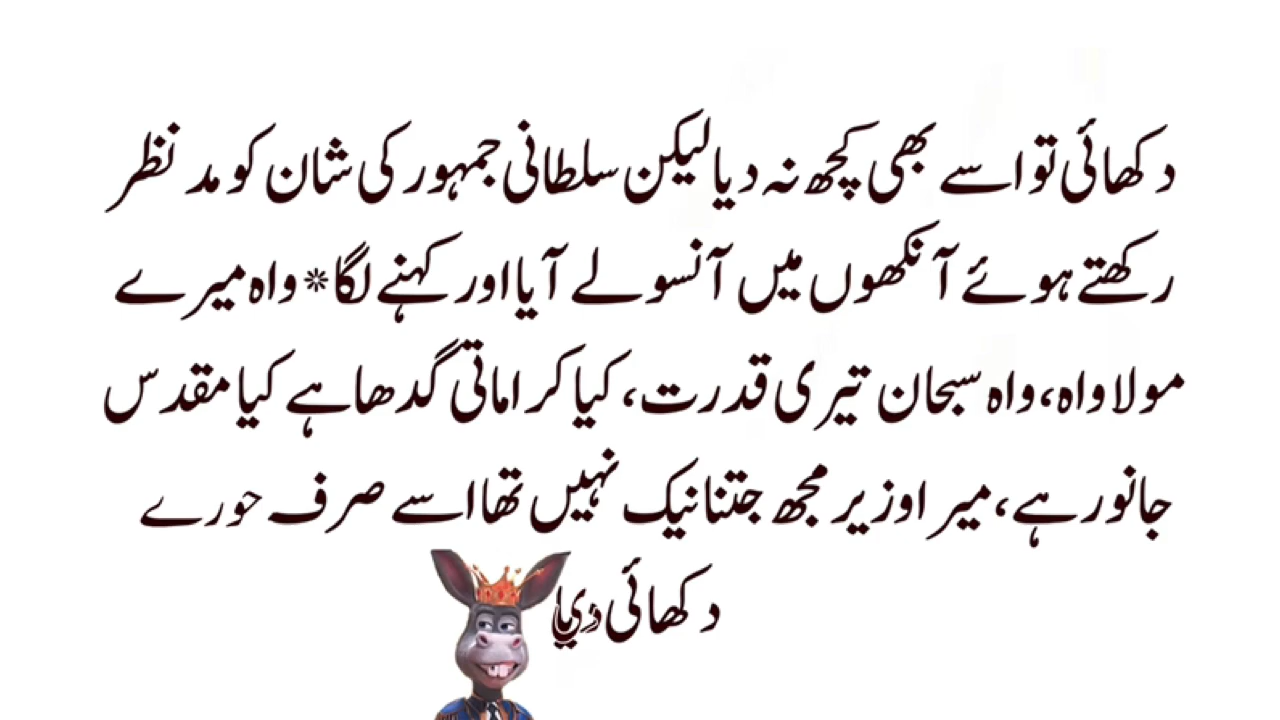 دکھائی تو اسے بھی کچھ نہ دیا لیکن سلطانی جمہور کی شان کو مد نظر
رکھتے ہوئے آنکھوں میں آنسو لے آیا اور کہنے لگا* واہ میرے
مولا واہ، واہ سبحان تیری قدرت، کیا کراماتی گدھا ہے کیا مقدس
جانور ہے، میرا وزیر مجھ جتنا نیک نہیں تھا اسے صرف حورے
دکھائی دیا